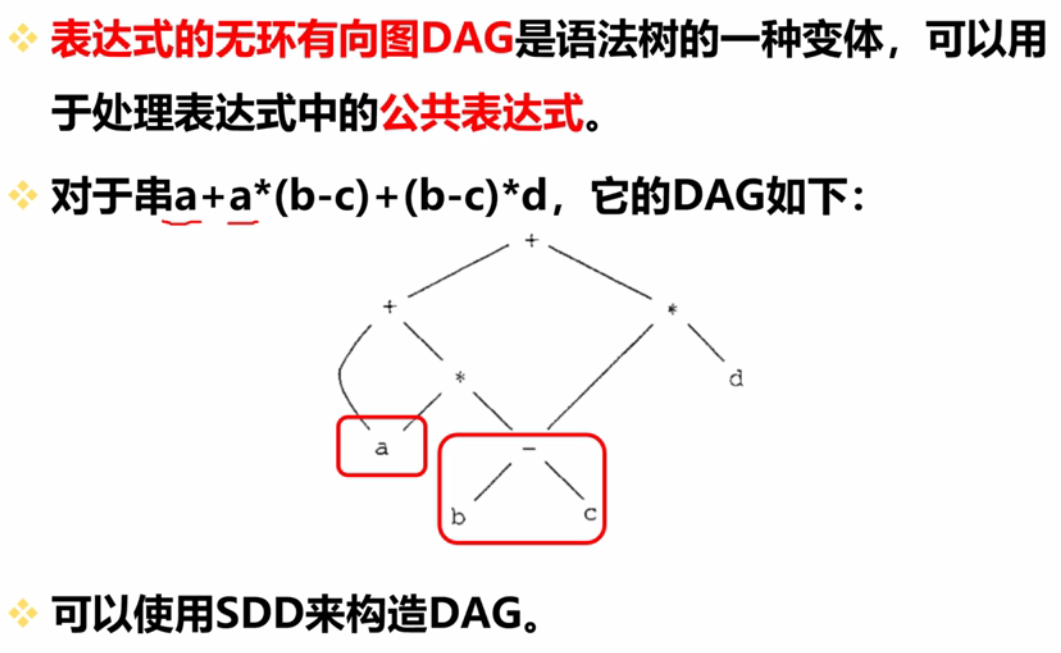 表达式的无环有向图DAG是语法树的一种变体，可以用
于处理表达式中的公共表达式。
对于串a+a*(b-c)+(b-c)*d，它的DAG如下：
+
+ *
* d
a -
b c
可以使用SDD来构造DAG。